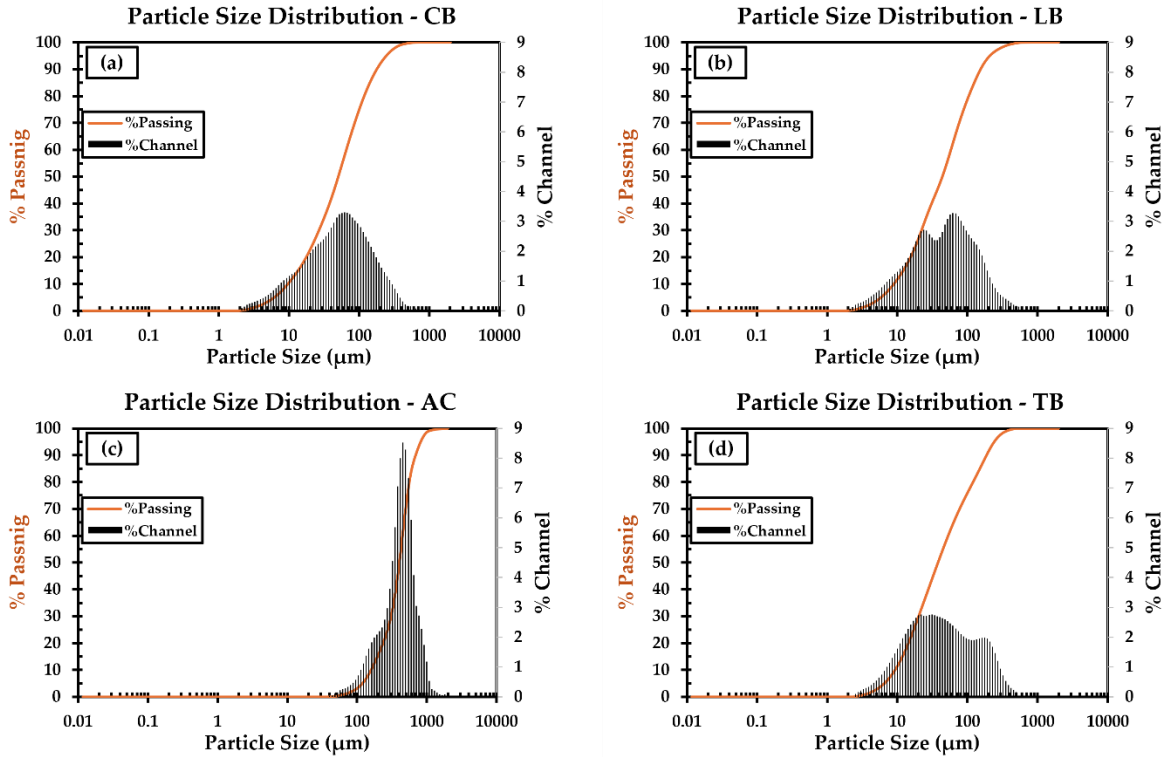 Particle Size Distribution - CB
(a)
%Passing
%Channel
% Passnig
% Channel
100
90
80
70
60
50
40
30
20
10
0
9
8
7
6
5
4
3
2
1
0
0.01 0.1 1 10 100 1000 10000
Particle Size (µm)
Particle Size Distribution - LB
(b)
%Passing
%Channel
% Passnig
% Channel
100
90
80
70
60
50
40
30
20
10
0
9
8
7
6
5
4
3
2
1
0
0.01 0.1 1 10 100 1000 10000
Particle Size (µm)
Particle Size Distribution - AC
(c)
%Passing
%Channel
% Passnig
% Channel
100
90
80
70
60
50
40
30
20
10
0
9
8
7
6
5
4
3
2
1
0
0.01 0.1 1 10 100 1000 10000
Particle Size (µm)
Particle Size Distribution - TB
(d)
%Passing
%Channel
% Passnig
% Channel
100
90
80
70
60
50
40
30
20
10
0
9
8
7
6
5
4
3
2
1
0
0.01 0.1 1 10 100 1000 10000
Particle Size (µm)